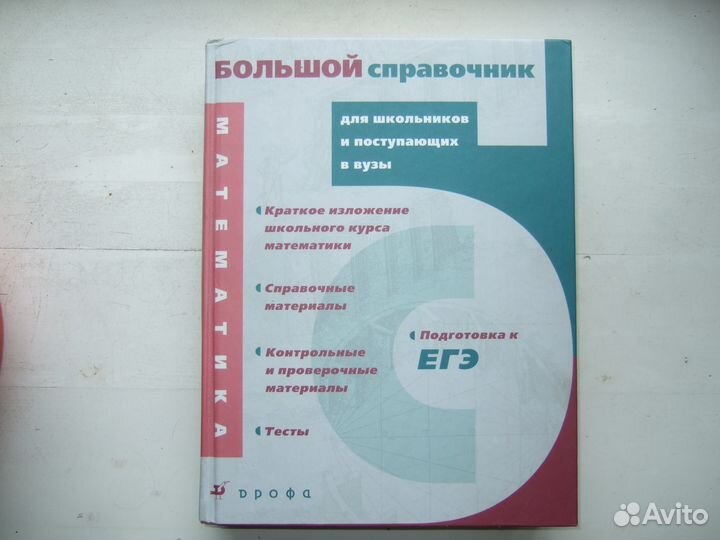 БОЛЬШОЙ справочник
МАТЕМАТИКА
для школьников
и поступающих
в вузы
Краткое изложение
школьного курса
математики
Справочные
материалы
Подготовка к
ЕГЭ
Контрольные
и проверочные
материалы
Тесты
дрофа
Avito